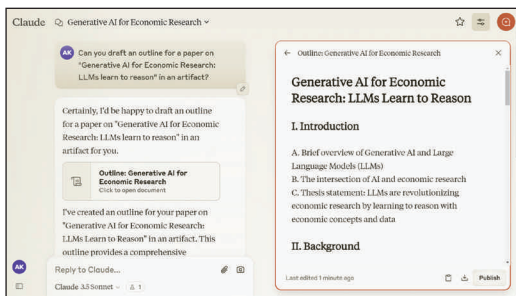 Claude
Generative AI for Economic Research
AK
Can you draft an outline for a paper on
"Generative AI for Economic Research:
LLMs learn to reason" in an artifact?
Certainly, I'd be happy to draft an outline
for a paper on "Generative AI for Economic
Research: LLMs learn to reason" in an
artifact for you.
Outline: Generative AI for
Economic Research
Click to open document
I've created an outline for your paper on
"Generative AI for Economic Research:
LLMs Learn to Reason" in an artifact. This
outline provides a comprehensive
Reply to Claude...
Claude 3.5 Sonnet
1
AK
Outline: Generative AI for Economic Research
Generative AI for Economic
Research: LLMs Learn to Reason
I. Introduction
A. Brief overview of Generative AI and Large
Language Models (LLMs)
B. The intersection of AI and economic research
C. Thesis statement: LLMs are revolutionizing
economic research by learning to reason with
economic concepts and data
II. Background
Last edited 1 minute ago
Publish